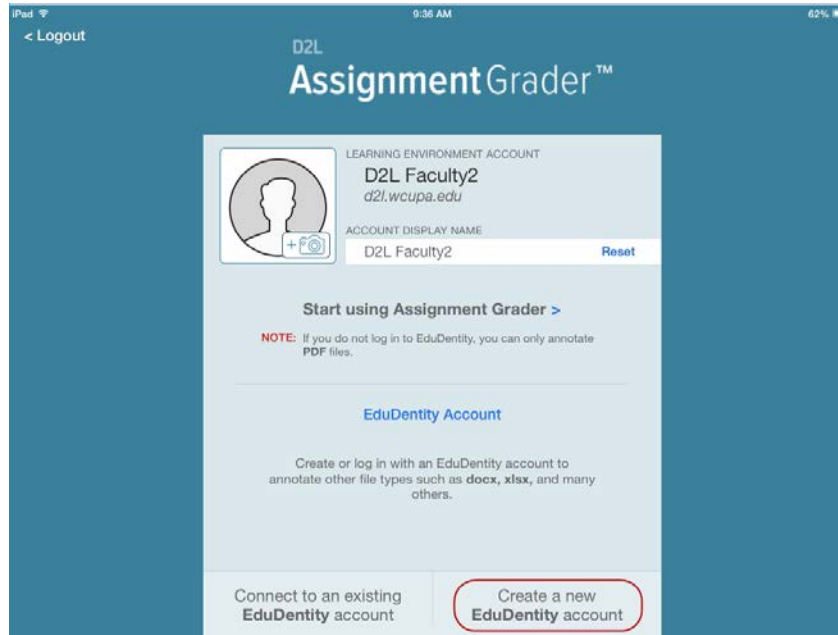 iPad 9:36 AM 62%
< Logout
D2L
AssignmentGrader™
LEARNING ENVIRONMENT ACCOUNT
D2L Faculty2
d2l.wcupa.edu
ACCOUNT DISPLAY NAME
D2L Faculty2 Reset
Start using Assignment Grader >
NOTE: If you do not log in to EduDentity, you can only annotate
PDF files.
EduDentity Account
Create or log in with an EduDentity account to
annotate other file types such as docx, xlsx, and many
others.
Connect to an existing
EduDentity account
Create a new
EduDentity account